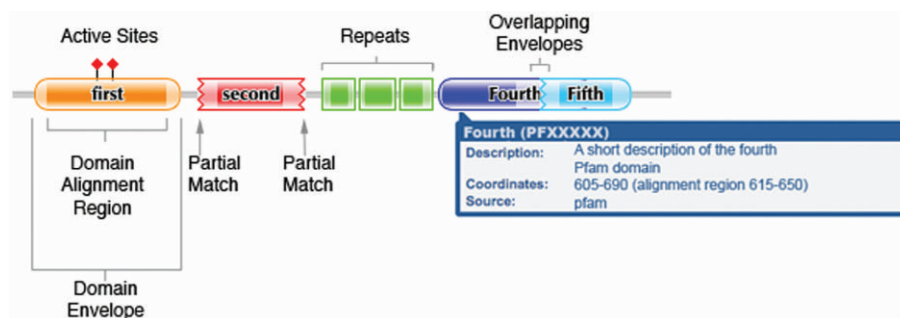 Active Sites
Repeats
Overlapping
Envelopes
first
second
Fourth
Fifth
Domain
Alignment
Region
Partial
Match
Partial
Match
Domain
Envelope
Fourth (PFXXXXX)
Description: A short description of the fourth
Pfam domain
Coordinates: 605-690 (alignment region 615-650)
Source: pfam